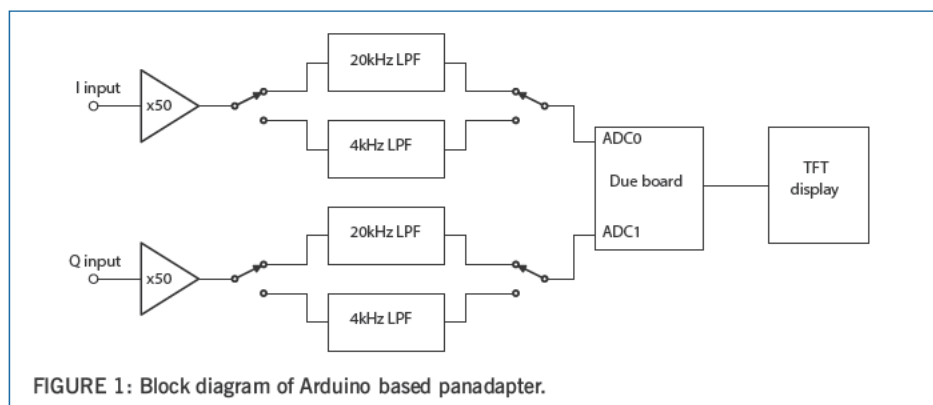 I input
x50
20kHz LPF
4kHz LPF
ADC0
Due board
ADC1
TFT
display
Q input
x50
20kHz LPF
4kHz LPF
FIGURE 1: Block diagram of Arduino based panadapter.